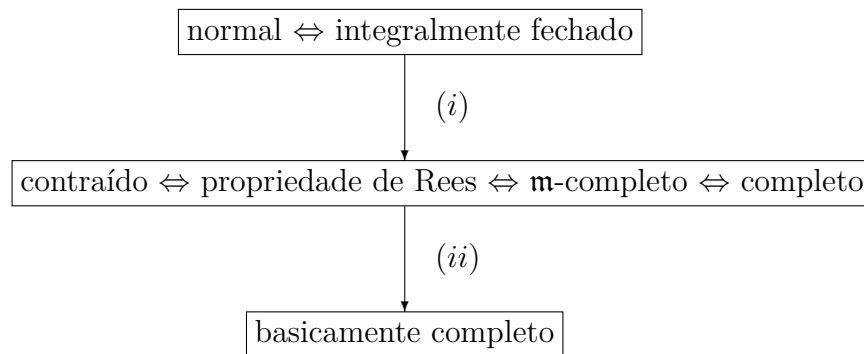 normal ⇔ integralmente fechado
(i)
contraído ⇔ propriedade de Rees ⇔ 𝔪-completo ⇔ completo
(ii)
basicamente completo